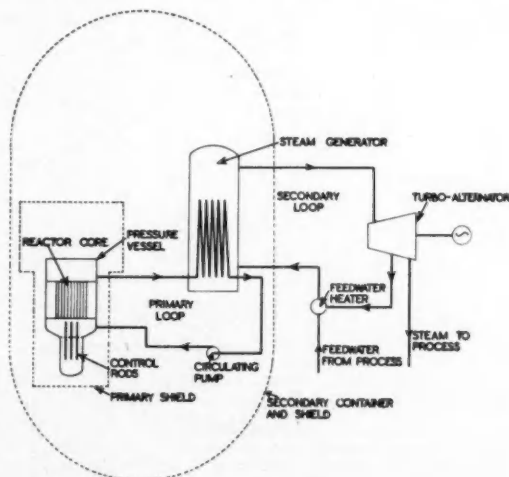 STEAM GENERATOR
SECONDARY
LOOP
TURBO-ALTERNATOR
REACTOR CORE
PRESSURE
VESSEL
FEEDWATER
HEATER
PRIMARY
LOOP
STEAM TO
PROCESS
CONTROL
RODS
CIRCULATING
PUMP
FEEDWATER
FROM PROCESS
PRIMARY SHIELD
SECONDARY CONTAINER
AND SHIELD